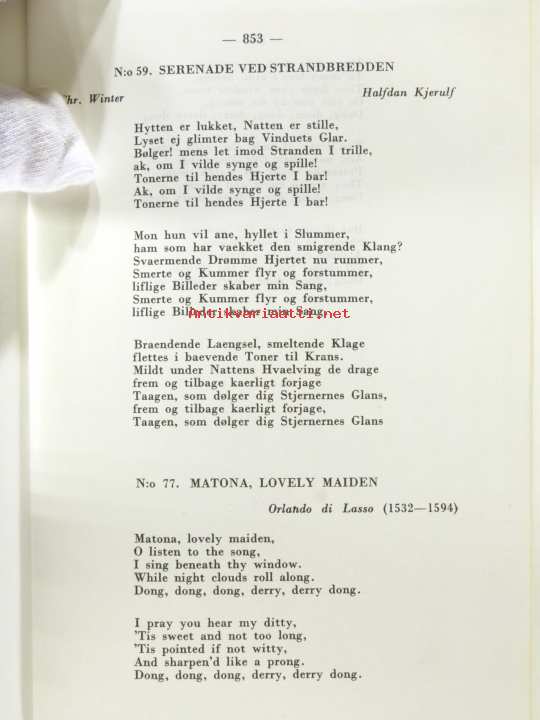 — 853 —
N:o 59. SERENADE VED STRANDBREDDEN
Chr. Winter Halfdan Kjerulf
Hytten er lukket, Natten er stille,
Lyset ej glimter bag Vinduets Glar.
Bølger! mens let imod Stranden I trille,
ak, om I vilde synge og spille!
Tonerne til hendes Hjerte I bar!
Ak, om I vilde synge og spille!
Tonerne til hendes Hjerte I bar!
Mon hun vil ane, hyllet i Slummer,
ham som har vaekket den smigrende Klang?
Svaermende Drømme Hjertet nu rummer,
Smerte og Kummer flyr og forstummer,
liflige Billeder skaber min Sang,
Smerte og Kummer flyr og forstummer,
liflige Billeder skaber min Sang,
Antikvariaatti.net
Braendende Laengsel, smeltende Klage
flettes i baevende Toner til Krans.
Mildt under Nattens Hvaelving de drage
frem og tilbage kaerligt forjage
Taagen, som dølger dig Stjernernes Glans,
frem og tilbage kaerligt forjage,
Taagen, som dølger dig Stjernernes Glans
N:o 77. MATONA, LOVELY MAIDEN
Orlando di Lasso (1532—1594)
Matona, lovely maiden,
O listen to the song,
I sing beneath thy window.
While night clouds roll along.
Dong, dong, dong, derry, derry dong.
I pray you hear my ditty,
'Tis sweet and not too long,
'Tis pointed if not witty,
And sharpen'd like a prong.
Dong, dong, dong, derry, derry dong.